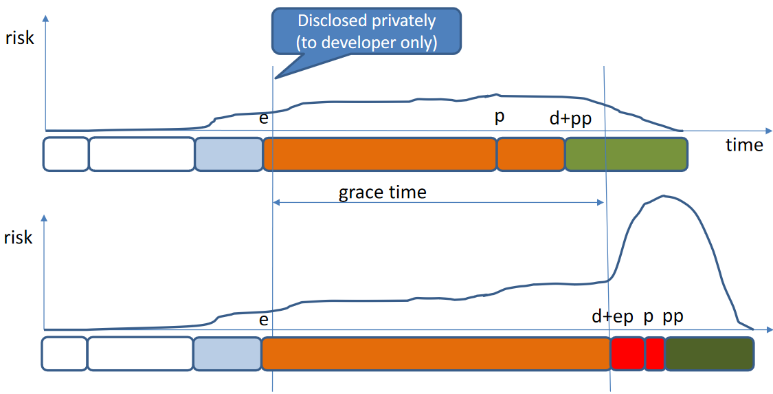 Disclosed privately
(to developer only)
risk
e
p
d+pp
time
grace time
risk
e
d+ep
p
pp